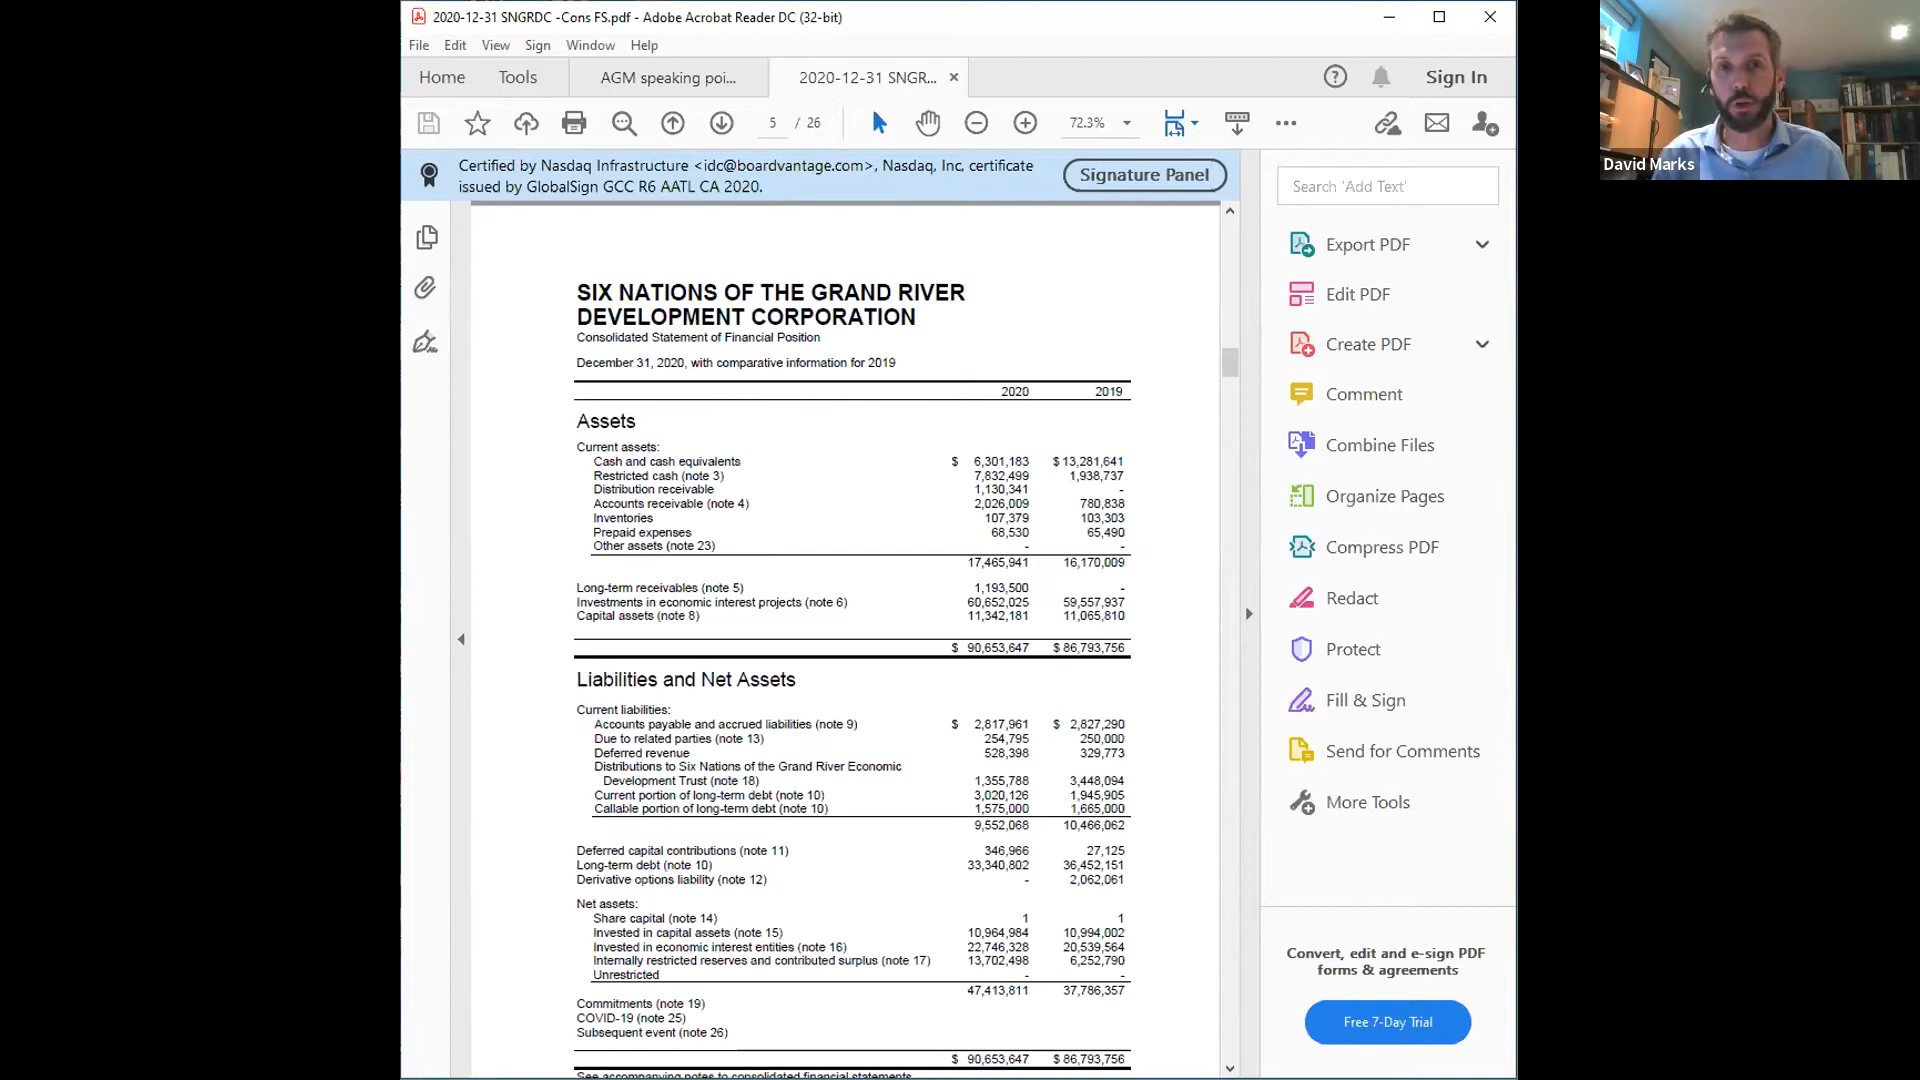 2020-12-31 SNGRDC -Cons FS.pdf - Adobe Acrobat Reader DC (32-bit)
File Edit View Sign Window Help
Home Tools AGM speaking poi... 2020-12-31 SNGR... Sign In
5 / 26 72.3%
Certified by Nasdaq Infrastructure <idc@boardvantage.com>, Nasdaq, Inc, certificate
issued by GlobalSign GCC R6 AATL CA 2020.
Signature Panel
SIX NATIONS OF THE GRAND RIVER
DEVELOPMENT CORPORATION
Consolidated Statement of Financial Position
December 31, 2020, with comparative information for 2019
2020 2019
Assets
Current assets:
Cash and cash equivalents $ 6,301,183 $ 13,281,641
Restricted cash (note 3) 7,832,499 1,938,737
Distribution receivable 1,130,341 -
Accounts receivable (note 4) 2,026,009 780,838
Inventories 107,379 103,303
Prepaid expenses 68,530 65,490
Other assets (note 23) - -
17,465,941 16,170,009
Long-term receivables (note 5) 1,193,500 -
Investments in economic interest projects (note 6) 60,652,025 59,557,937
Capital assets (note 8) 11,342,181 11,065,810
$ 90,653,647 $ 86,793,756
Liabilities and Net Assets
Current liabilities:
Accounts payable and accrued liabilities (note 9) $ 2,817,961 $ 2,827,290
Due to related parties (note 13) 254,795 250,000
Deferred revenue 528,398 329,773
Distributions to Six Nations of the Grand River Economic
Development Trust (note 18) 1,355,788 3,448,094
Current portion of long-term debt (note 10) 3,020,126 1,945,905
Callable portion of long-term debt (note 10) 1,575,000 1,665,000
9,552,068 10,466,062
Deferred capital contributions (note 11) 346,966 27,125
Long-term debt (note 10) 33,340,802 36,452,151
Derivative options liability (note 12) - 2,062,061
Net assets:
Share capital (note 14) 1 1
Invested in capital assets (note 15) 10,964,984 10,994,002
Invested in economic interest entities (note 16) 22,746,328 20,539,564
Internally restricted reserves and contributed surplus (note 17) 13,702,498 6,252,790
Unrestricted - -
47,413,811 37,786,357
Commitments (note 19)
COVID-19 (note 25)
Subsequent event (note 26)
$ 90,653,647 $ 86,793,756
See accompanying notes to consolidated financial statements
Search 'Add Text'
Export PDF
Edit PDF
Create PDF
Comment
Combine Files
Organize Pages
Compress PDF
Redact
Protect
Fill & Sign
Send for Comments
More Tools
Convert, edit and e-sign PDF
forms & agreements
Free 7-Day Trial
David Marks